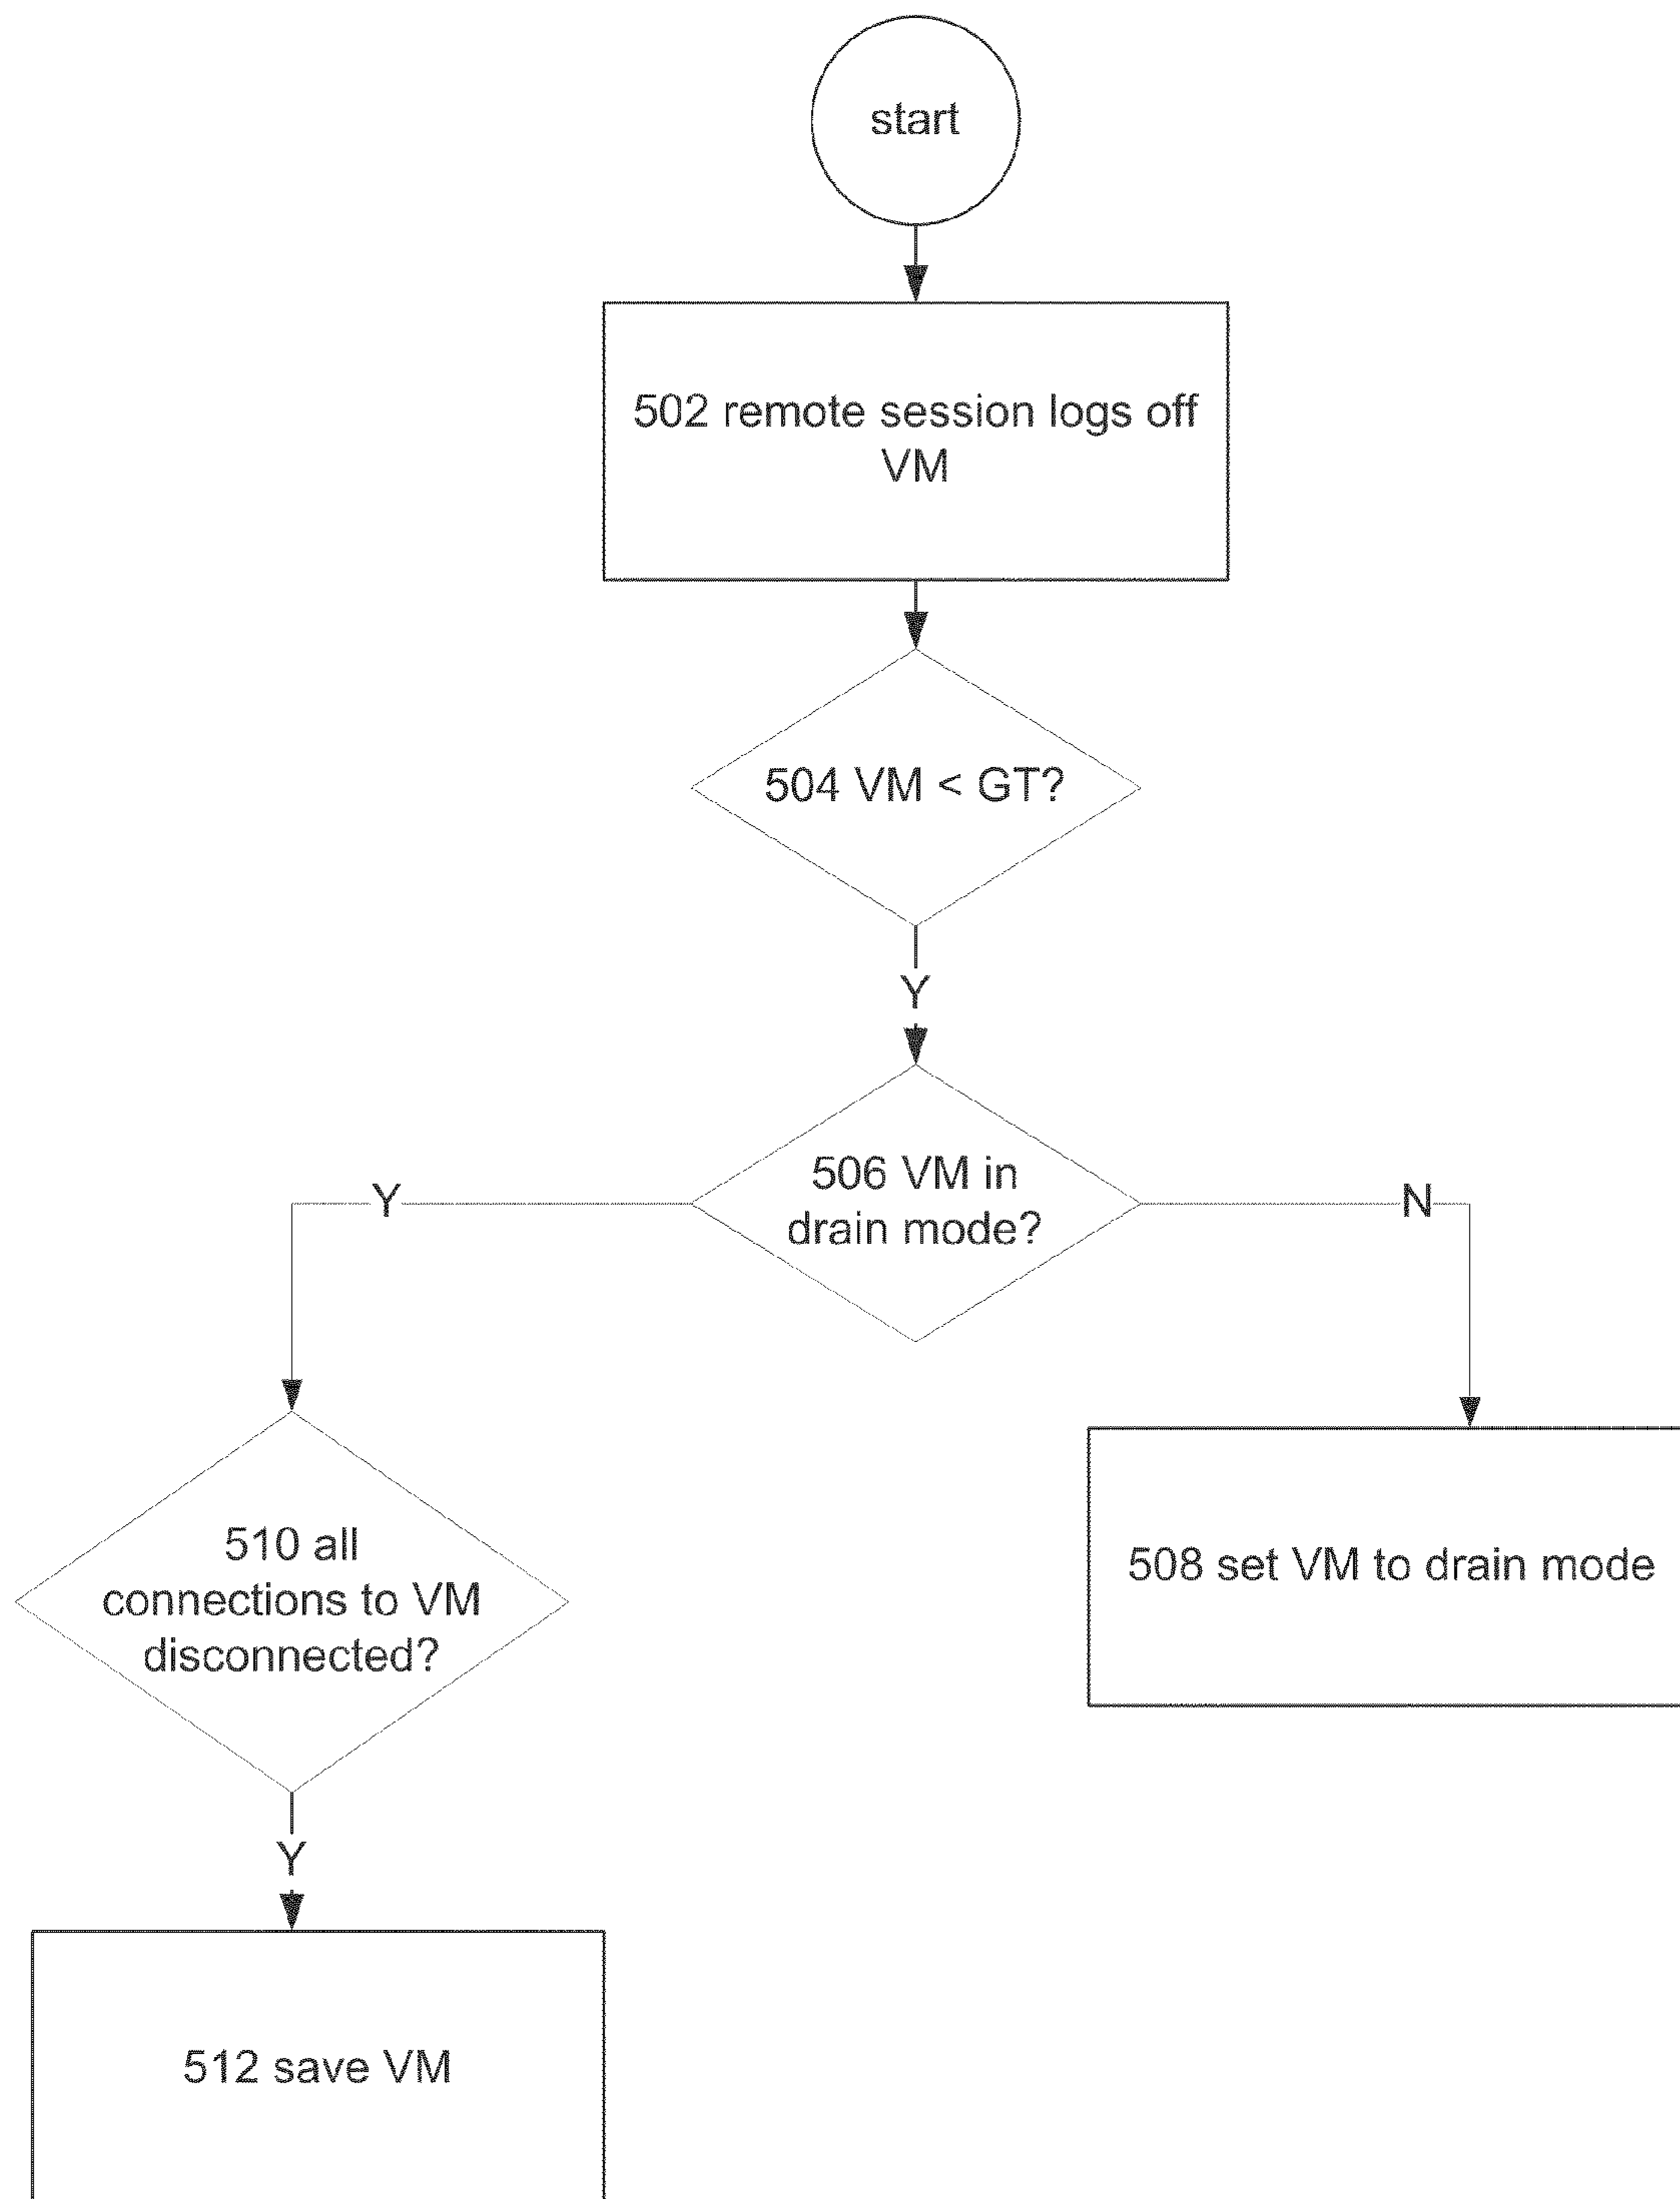 start
502 remote session logs off
VM
504 VM < GT?
Y
506 VM in
drain mode?
Y
N
510 all
connections to VM
disconnected?
508 set VM to drain mode
Y
512 save VM